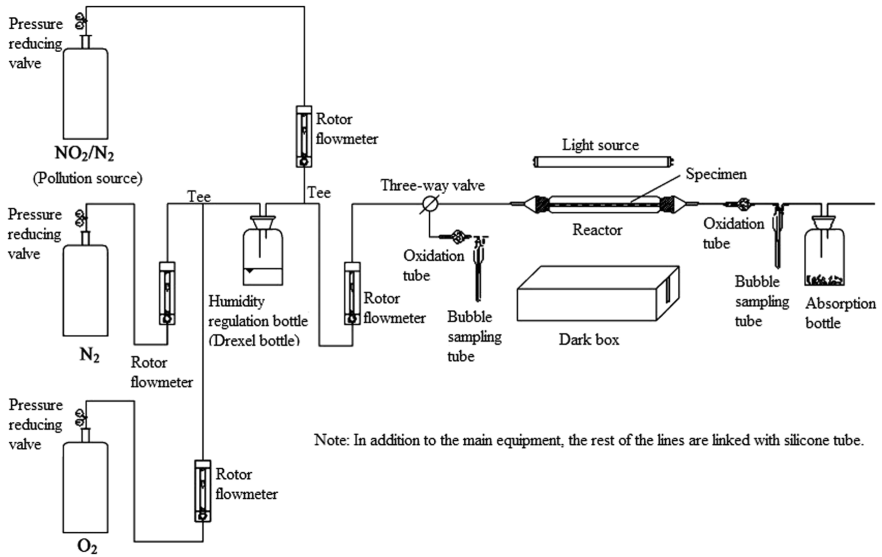 Pressure
reducing
valve
NO2/N2
(Pollution source)
Rotor
flowmeter
Light source
Specimen
Tee
Tee
Three-way valve
Pressure
reducing
valve
Reactor
Oxidation
tube
Oxidation
tube
Bubble
sampling
tube
Absorption
bottle
Humidity
regulation bottle
(Drexel bottle)
Rotor
flowmeter
Bubble
sampling
tube
Dark box
N2
Rotor
flowmeter
Pressure
reducing
valve
Note: In addition to the main equipment, the rest of the lines are linked with silicone tube.
Rotor
flowmeter
O2